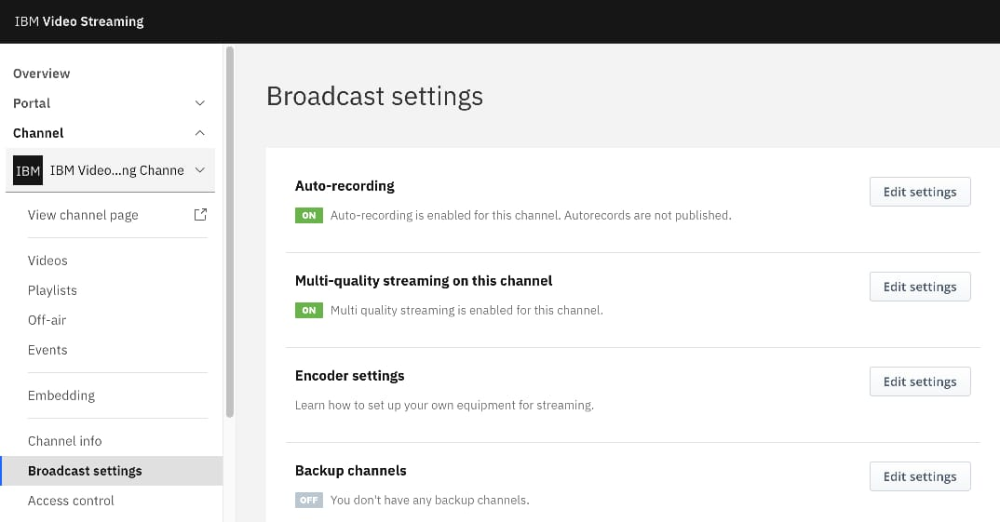 IBM Video Streaming
Overview
Portal
Channel
IBM
IBM Video...ng Channe
View channel page
Videos
Playlists
Off-air
Events
Embedding
Channel info
Broadcast settings
Access control
Broadcast settings
Auto-recording
Edit settings
ON Auto-recording is enabled for this channel. Autorecords are not published.
Multi-quality streaming on this channel
Edit settings
ON Multi quality streaming is enabled for this channel.
Encoder settings
Edit settings
Learn how to set up your own equipment for streaming.
Backup channels
Edit settings
OFF You don't have any backup channels.